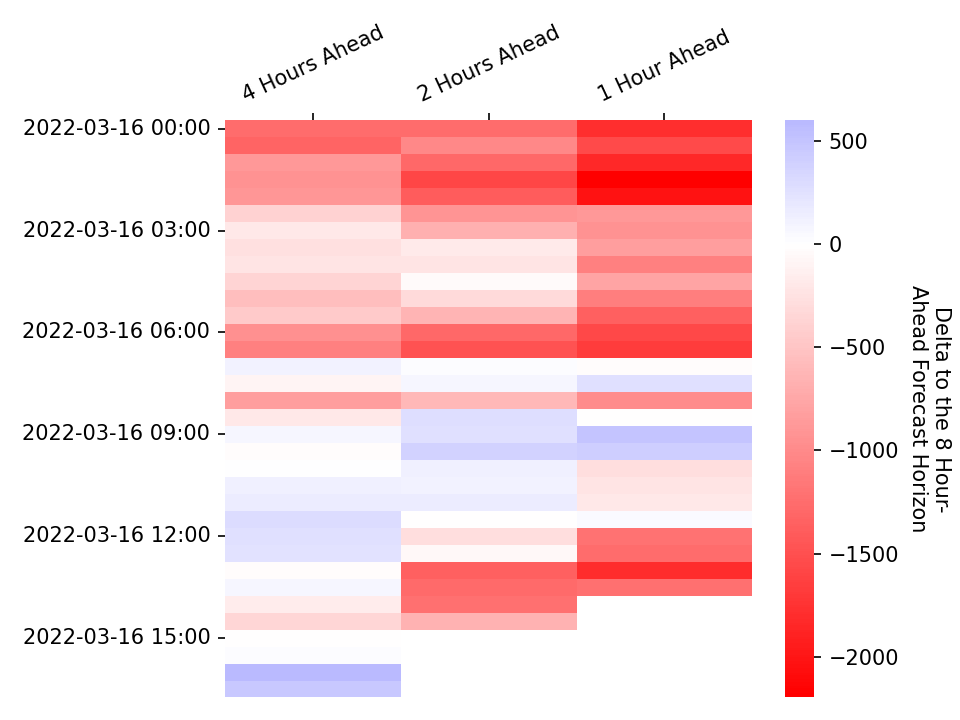 4 Hours Ahead
2 Hours Ahead
1 Hour Ahead
2022-03-16 00:00
2022-03-16 03:00
2022-03-16 06:00
2022-03-16 09:00
2022-03-16 12:00
2022-03-16 15:00
500
0
−500
−1000
−1500
−2000
Delta to the 8 Hour-
Ahead Forecast Horizon